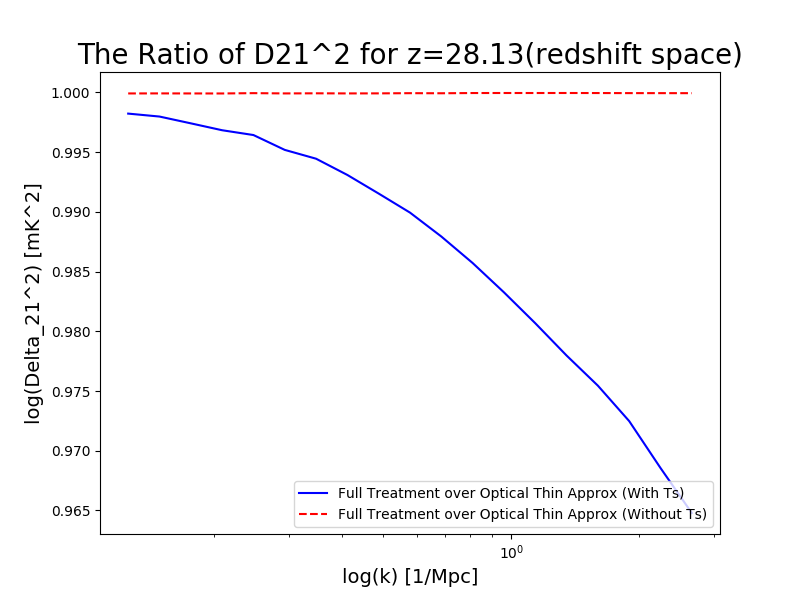 The Ratio of D21^2 for z=28.13(redshift space)
log(Delta_21^2) [mK^2]
1.000
0.995
0.990
0.985
0.980
0.975
0.970
0.965
Full Treatment over Optical Thin Approx (With Ts)
Full Treatment over Optical Thin Approx (Without Ts)
10^0
log(k) [1/Mpc]